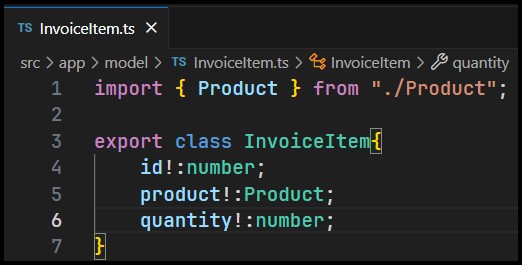 TS InvoiceItem.ts ×
src > app > model > TS InvoiceItem.ts > InvoiceItem > quantity
1 import { Product } from "./Product";
2
3 export class InvoiceItem{
4 id!:number;
5 product!:Product;
6 quantity!:number;
7 }